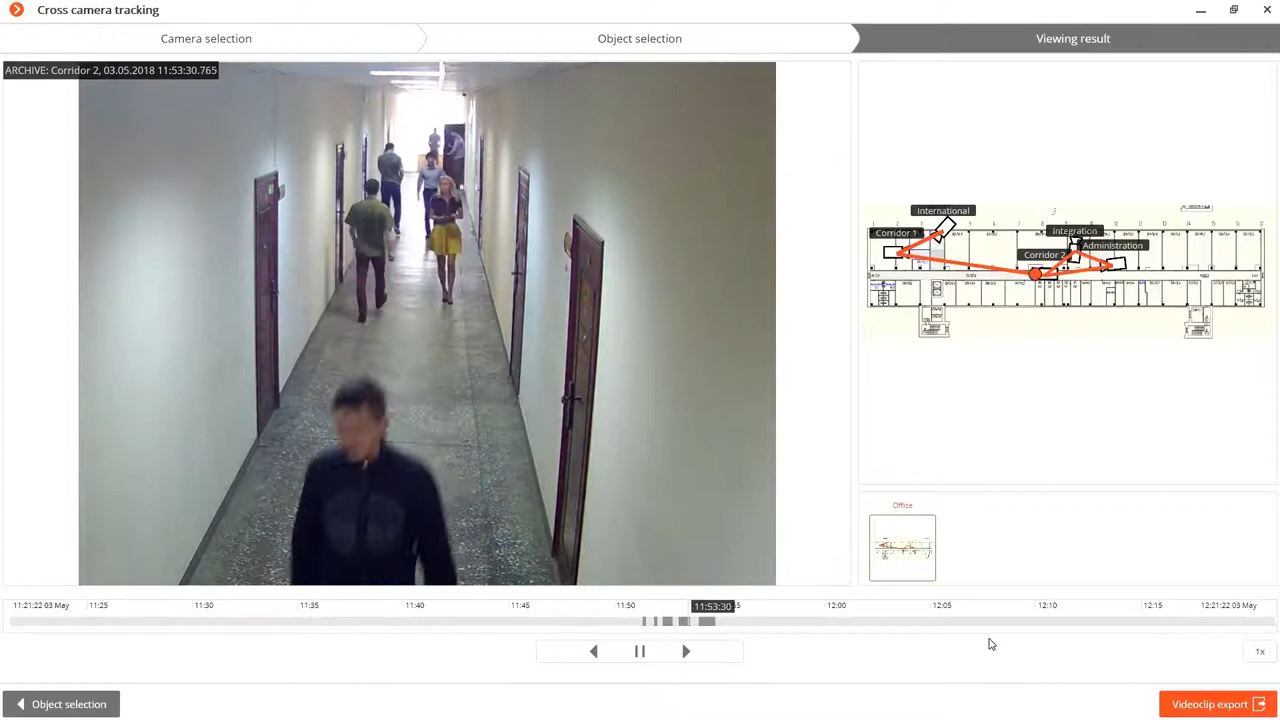 Cross camera tracking
Camera selection
Object selection
Viewing result
ARCHIVE: Corridor 2, 03.05.2018 11:53:30.765
International
Corridor 1
Integration
Administration
Corridor 2
Office
11:21:22 03 May
11:25
11:30
11:35
11:40
11:45
11:50
11:53:30
12:00
12:05
12:10
12:15
12:21:22 03 May
1x
Object selection
Videoclip export